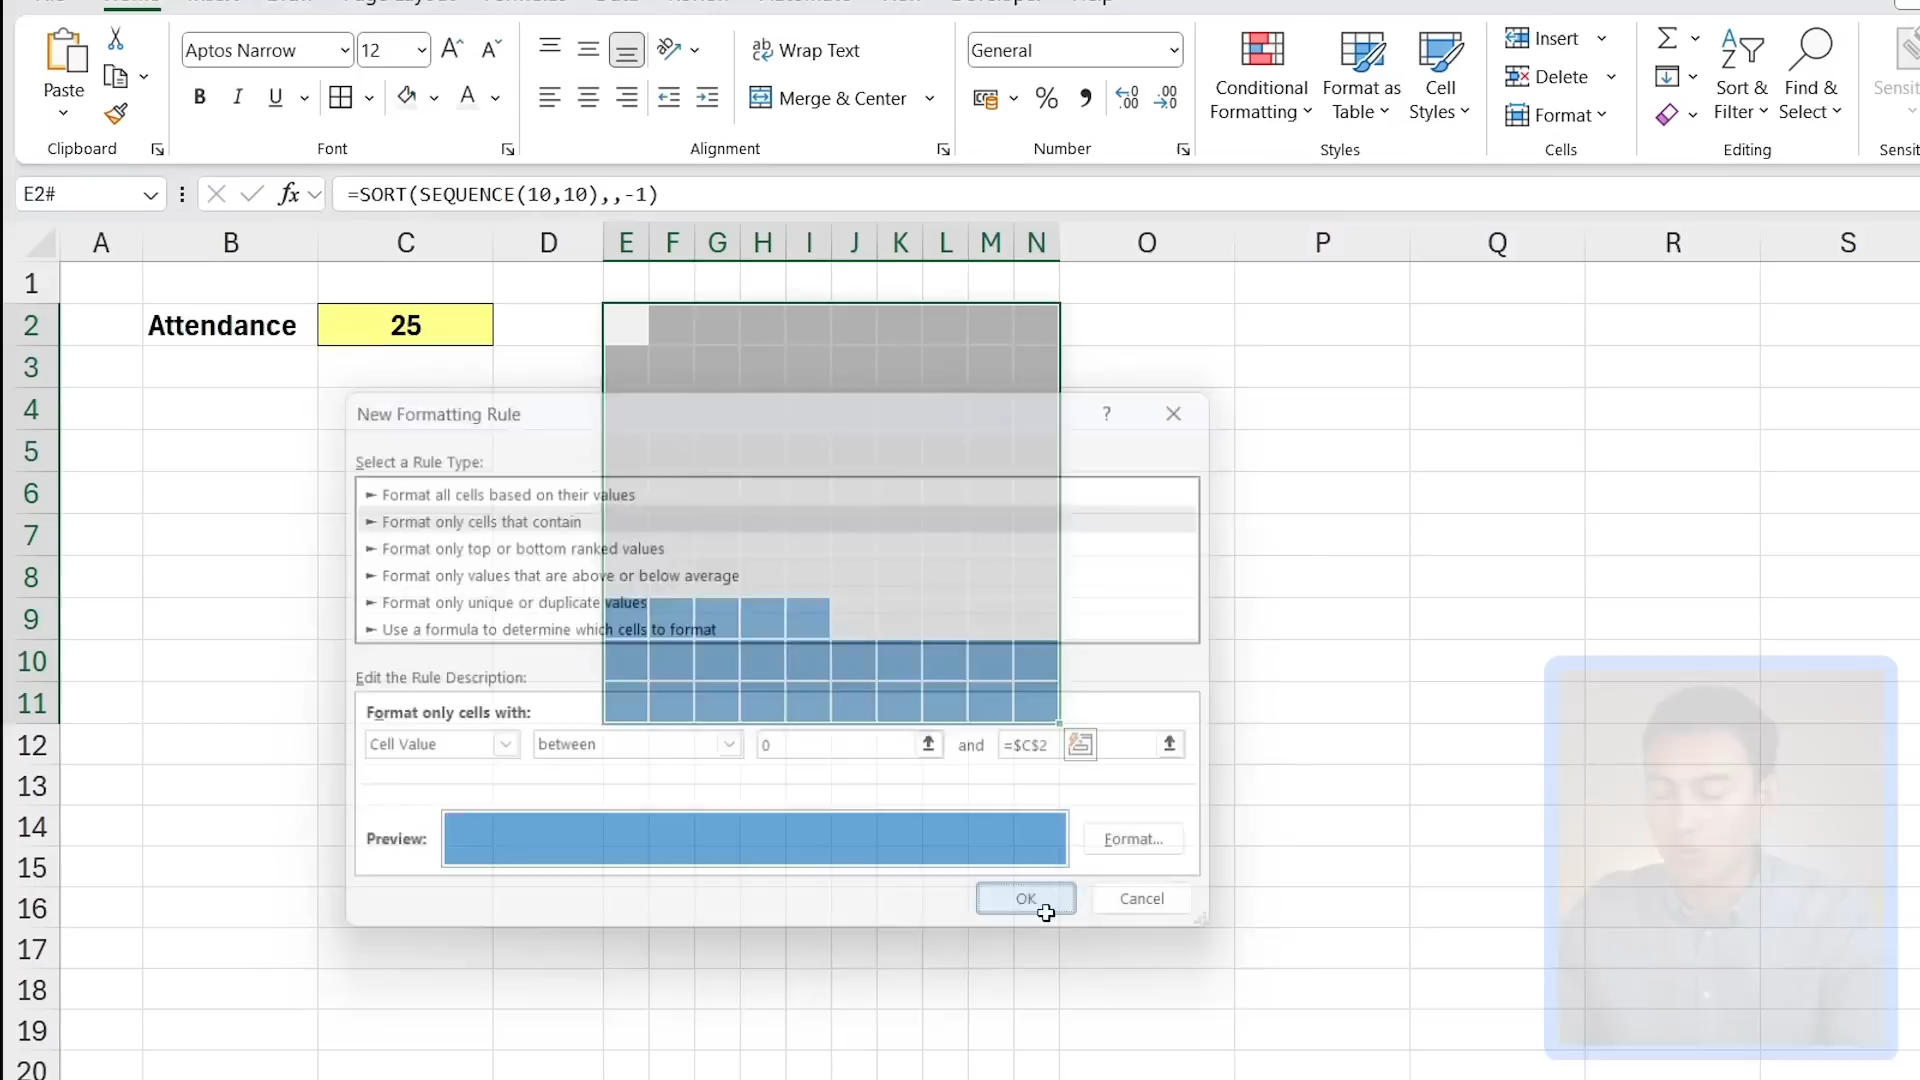 Paste
Clipboard
Aptos Narrow
12
B I U
A
Font
Wrap Text
Merge & Center
Alignment
General
Number
Conditional Formatting
Format as Table
Cell Styles
Styles
Insert
Delete
Format
Cells
Sort & Filter
Find & Select
Editing
Sensiti
E2#
fx
=SORT(SEQUENCE(10,10),,-1)
A B C D E F G H I J K L M N O P Q R S
1
2 Attendance 25
3
4
5
6
7
8
9
10
11
12
13
14
15
16
17
18
19
20
New Formatting Rule
?
Select a Rule Type:
► Format all cells based on their values
► Format only cells that contain
► Format only top or bottom ranked values
► Format only values that are above or below average
► Format only unique or duplicate values
► Use a formula to determine which cells to format
Edit the Rule Description:
Format only cells with:
Cell Value between 0 and =$C$2
Preview:
Format...
OK
Cancel